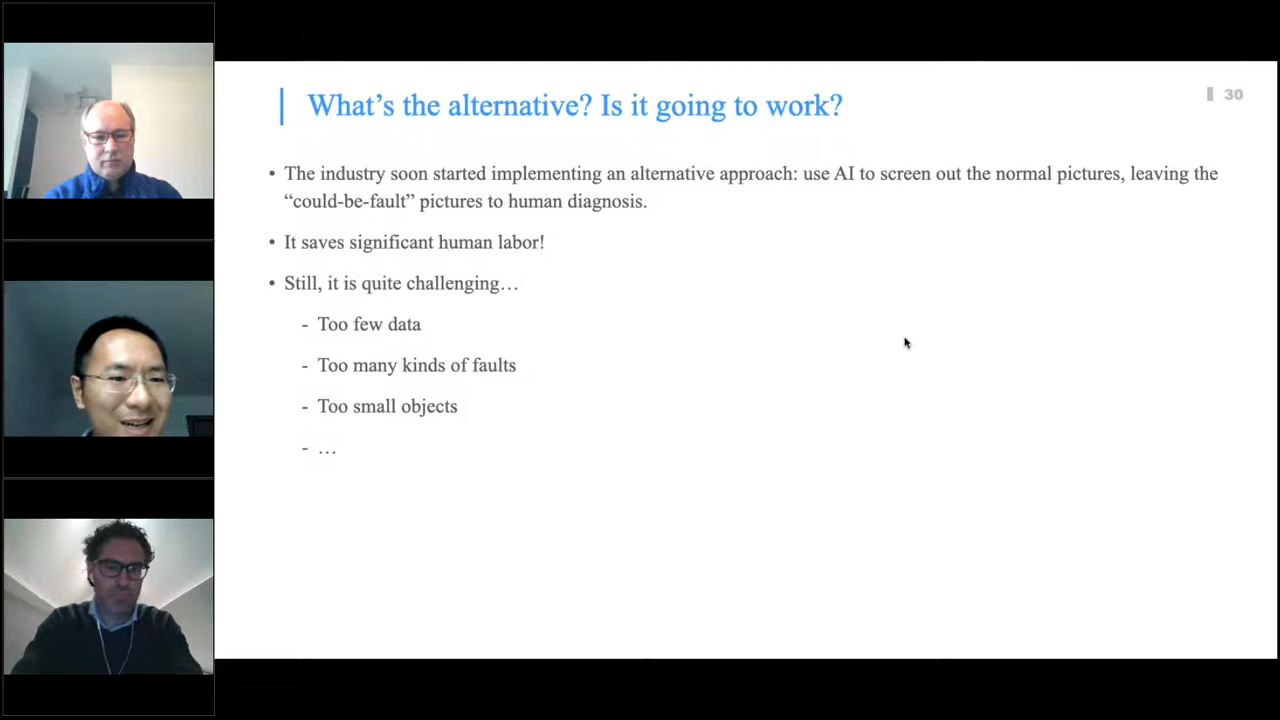 What’s the alternative? Is it going to work?
30
• The industry soon started implementing an alternative approach: use AI to screen out the normal pictures, leaving the
“could-be-fault” pictures to human diagnosis.
• It saves significant human labor!
• Still, it is quite challenging…
- Too few data
- Too many kinds of faults
- Too small objects
- …